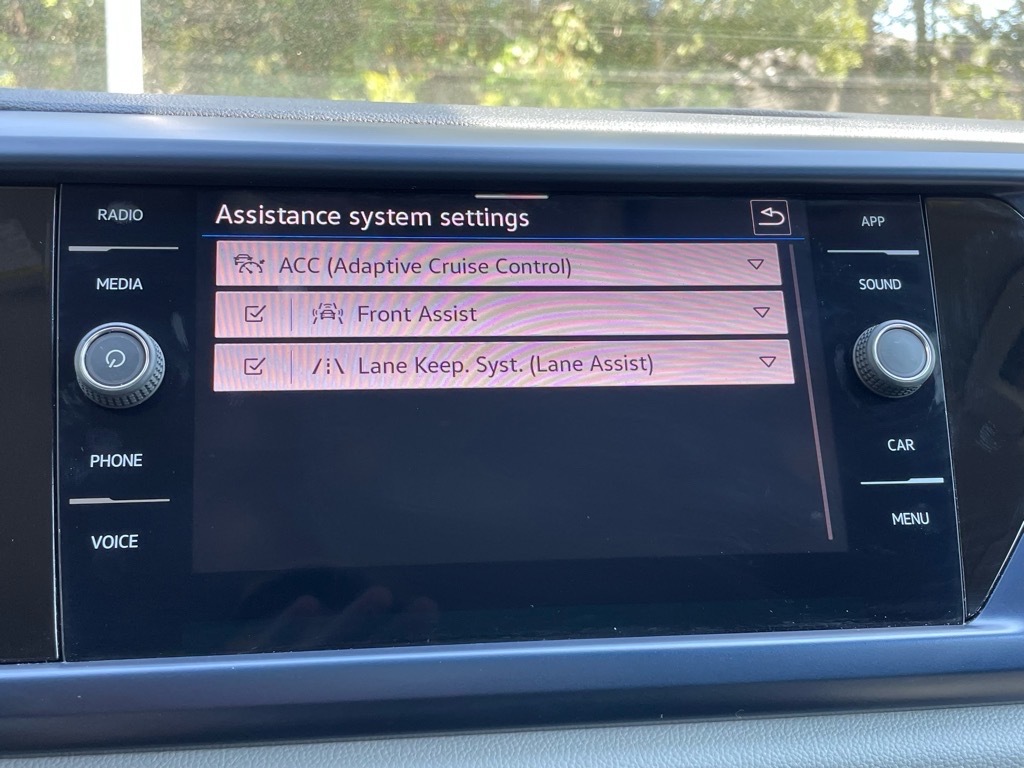 Assistance system settings
ACC (Adaptive Cruise Control)
Front Assist
Lane Keep. Syst. (Lane Assist)
RADIO
MEDIA
PHONE
VOICE
APP
SOUND
CAR
MENU